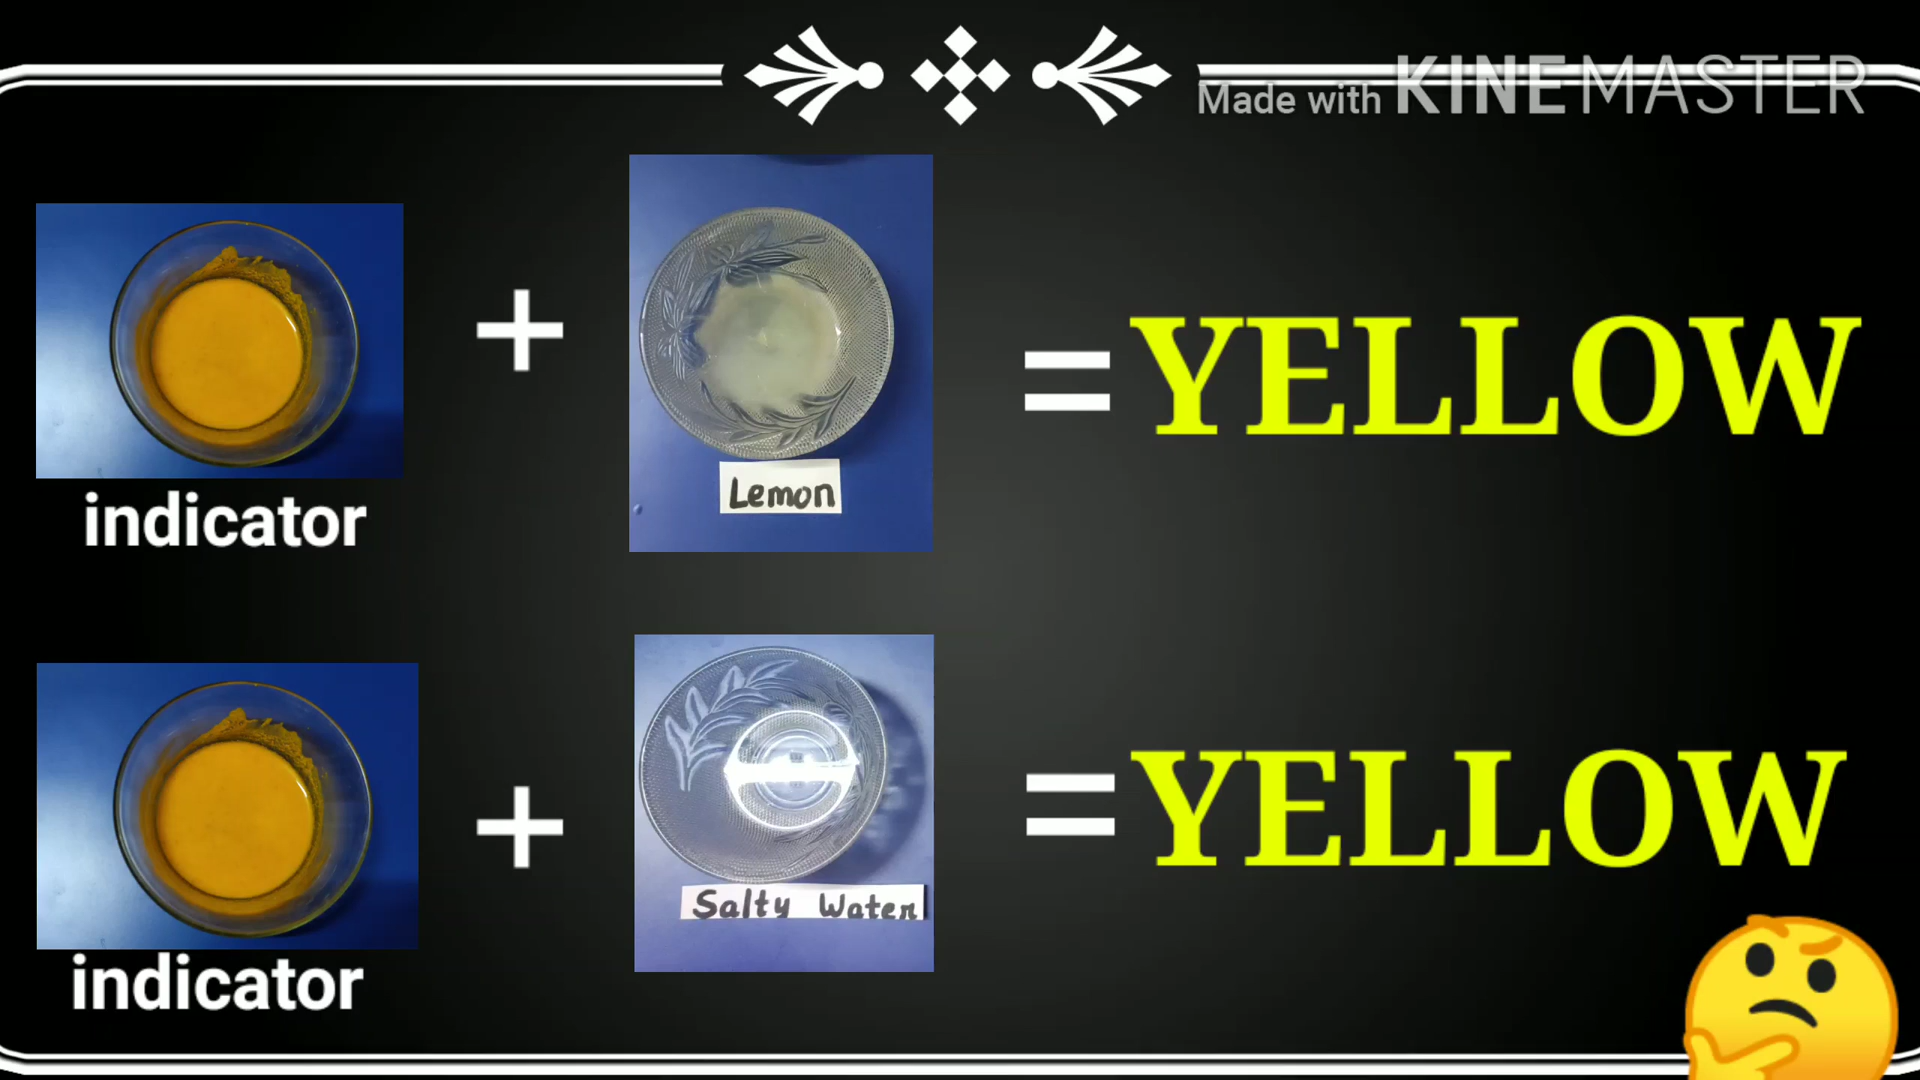 Made with KINEMASTER
+
Lemon
= YELLOW
indicator
+
Salty Water
= YELLOW
indicator